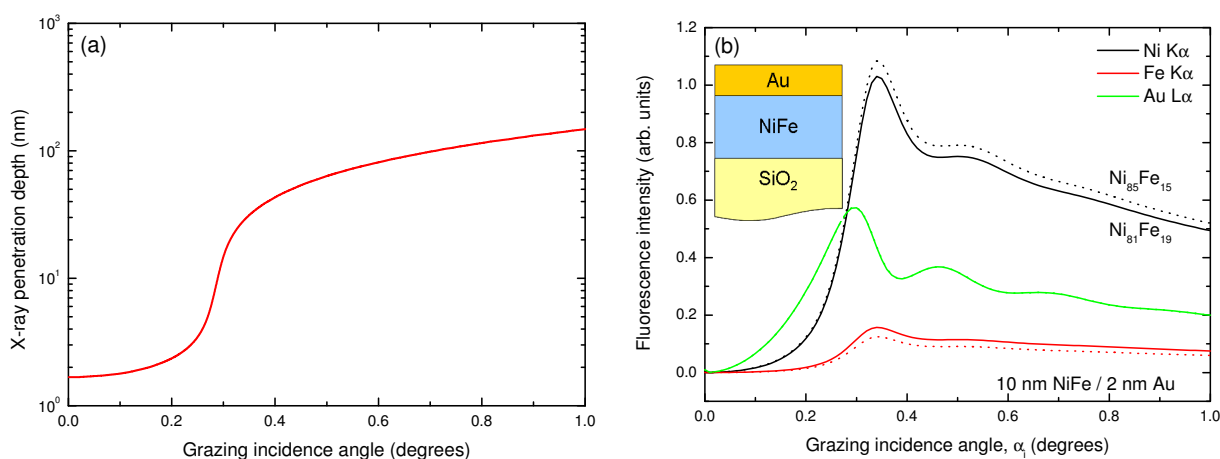 (a)
10³
10²
10¹
10⁰
0.0 0.2 0.4 0.6 0.8 1.0
X-ray penetration depth (nm)
Grazing incidence angle (degrees)
(b)
Ni Kα
Fe Kα
Au Lα
Au
NiFe
SiO₂
Ni₈₅Fe₁₅
Ni₈₁Fe₁₉
10 nm NiFe / 2 nm Au
1.2
1.0
0.8
0.6
0.4
0.2
0.0
0.0 0.2 0.4 0.6 0.8 1.0
Fluorescence intensity (arb. units)
Grazing incidence angle, αᵢ (degrees)